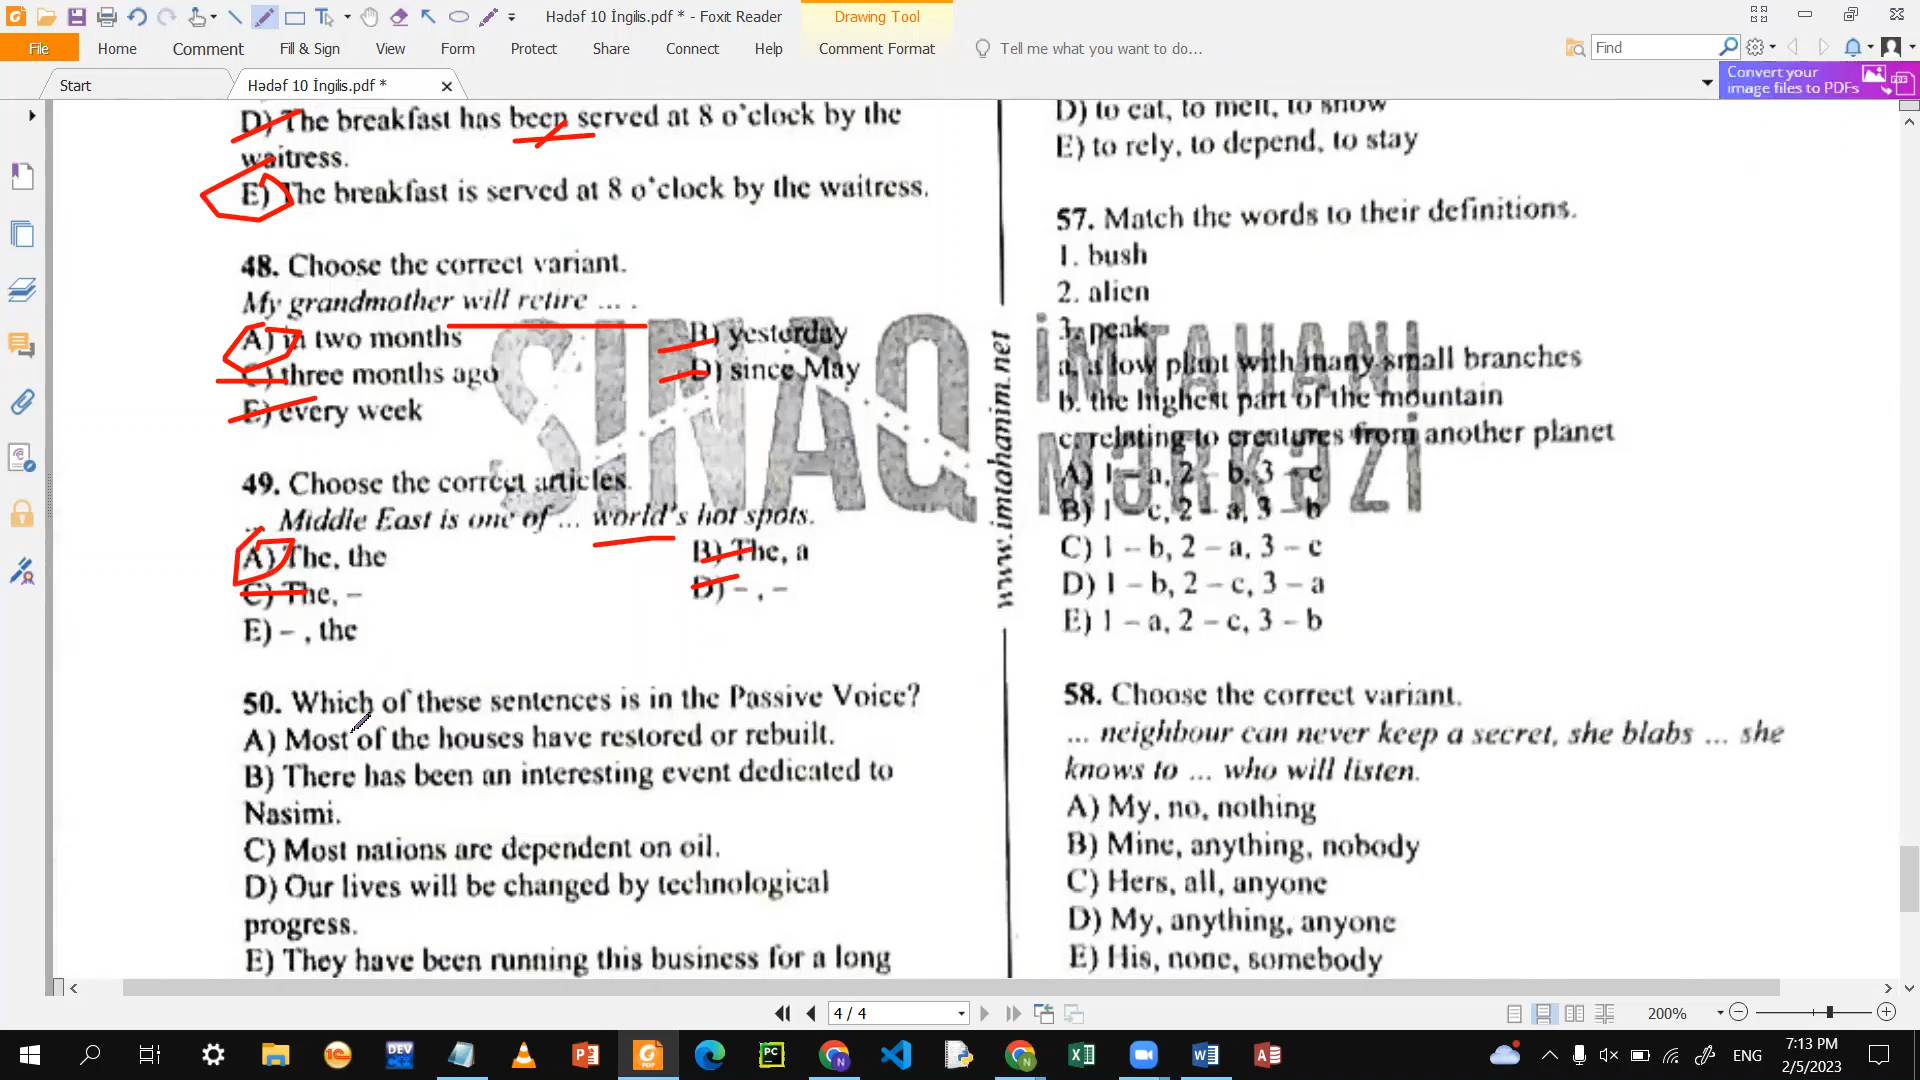 Hədəf 10 İngilis.pdf * - Foxit Reader
Drawing Tool
File
Home
Comment
Fill & Sign
View
Form
Protect
Share
Connect
Help
Comment Format
Tell me what you want to do...
Find
Start
Hədəf 10 İngilis.pdf *
Convert your
image files to PDFs
D) The breakfast has been served at 8 o'clock by the
waitress.
E) The breakfast is served at 8 o'clock by the waitress.
48. Choose the correct variant.
My grandmother will retire ... .
A) in two months
B) yesterday
C) three months ago
D) since May
E) every week
49. Choose the correct articles.
... Middle East is one of ... world's hot spots.
A) The, the
B) The, a
C) The, –
D) – , –
E) – , the
50. Which of these sentences is in the Passive Voice?
A) Most of the houses have restored or rebuilt.
B) There has been an interesting event dedicated to
Nasimi.
C) Most nations are dependent on oil.
D) Our lives will be changed by technological
progress.
E) They have been running this business for a long
www.imtahanim.net
SINAQ İMTAHANI
MƏRKƏZİ
D) to eat, to melt, to snow
E) to rely, to depend, to stay
57. Match the words to their definitions.
1. bush
2. alien
3. peak
a. a low plant with many small branches
b. the highest part of the mountain
c. relating to creatures from another planet
A) 1 – a, 2 – b, 3 – c
B) 1 – c, 2 – a, 3 – b
C) 1 – b, 2 – a, 3 – c
D) 1 – b, 2 – c, 3 – a
E) 1 – a, 2 – c, 3 – b
58. Choose the correct variant.
... neighbour can never keep a secret, she blabs ... she
knows to ... who will listen.
A) My, no, nothing
B) Mine, anything, nobody
C) Hers, all, anyone
D) My, anything, anyone
E) His, none, somebody
4 / 4
200%
ENG
7:13 PM
2/5/2023